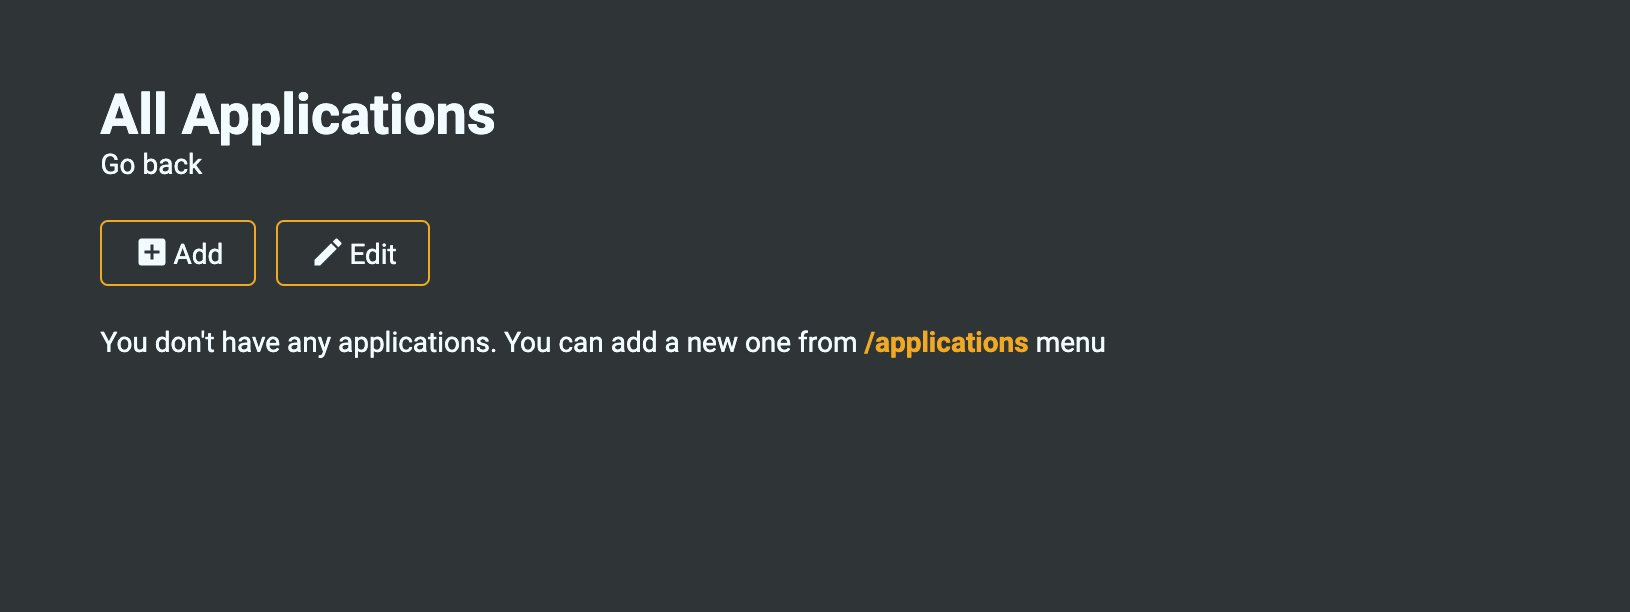 All Applications
Go back
Add Edit
You don't have any applications. You can add a new one from /applications menu